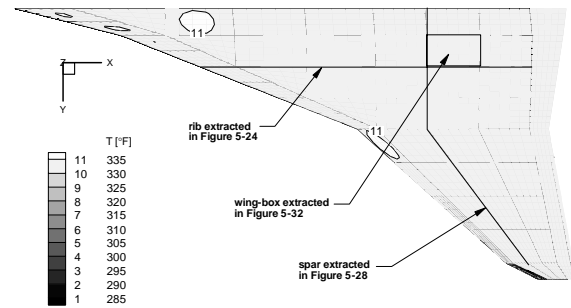 11
Z X
Y
rib extracted
in Figure 5-24
11
T [°F]
11 335
10 330
9 325
8 320
7 315
6 310
5 305
4 300
3 295
2 290
1 285
wing-box extracted
in Figure 5-32
spar extracted
in Figure 5-28